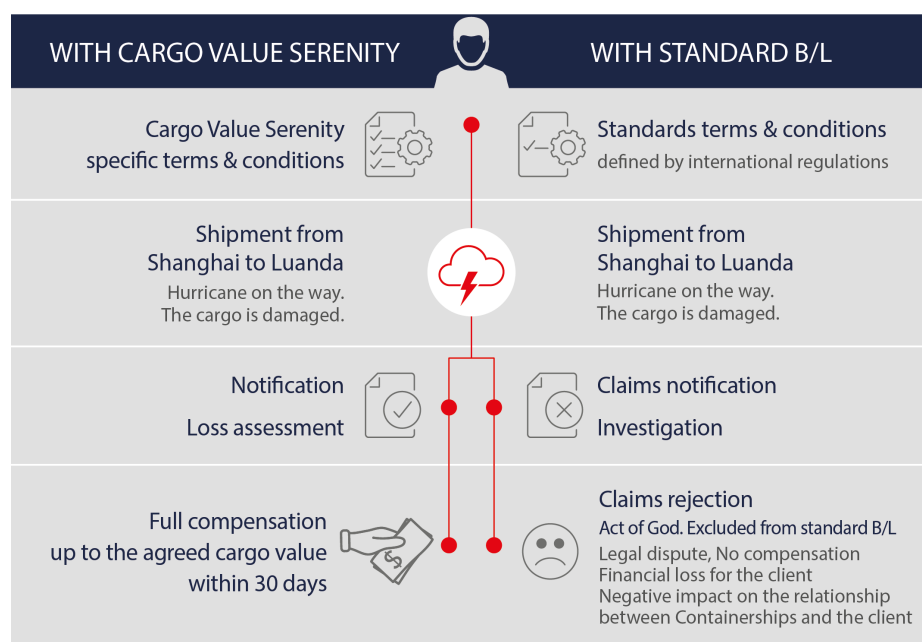 WITH CARGO VALUE SERENITY
WITH STANDARD B/L
Cargo Value Serenity
specific terms & conditions
Standards terms & conditions
defined by international regulations
Shipment from
Shanghai to Luanda
Hurricane on the way.
The cargo is damaged.
Shipment from
Shanghai to Luanda
Hurricane on the way.
The cargo is damaged.
Notification
Loss assessment
Claims notification
Investigation
Full compensation
up to the agreed cargo value
within 30 days
$
Claims rejection
Act of God. Excluded from standard B/L
Legal dispute, No compensation
Financial loss for the client
Negative impact on the relationship
between Containerships and the client